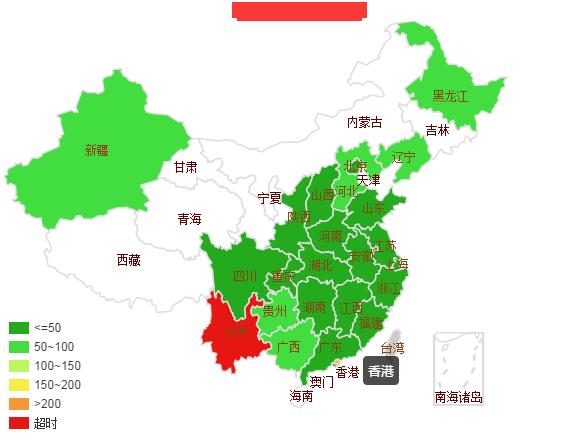 黑龙江
内蒙古
吉林
新疆
辽宁
北京
甘肃
天津
河北
宁夏
山西
山东
陕西
青海
河南
江苏
西藏
安徽
上海
湖北
四川
重庆
浙江
湖南
江西
贵州
福建
云南
广西
广东
台湾
香港
香港
澳门
海南
南海诸岛
<=50
50~100
100~150
150~200
>200
超时